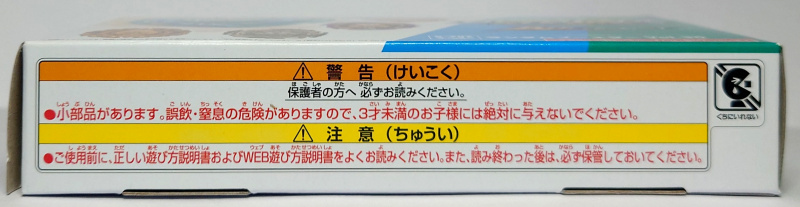 ⚠ 警告(けいこく)
保護者の方へ 必ずお読みください。
●小部品があります。誤飲・窒息の危険がありますので、3才未満のお子様には絶対に与えないでください。
⚠ 注意(ちゅうい)
●ご使用前に、正しい遊び方説明書およびWEB遊び方説明書をよくお読みください。また、読み終わった後は、必ず保管しておいてください。
くちにいれない